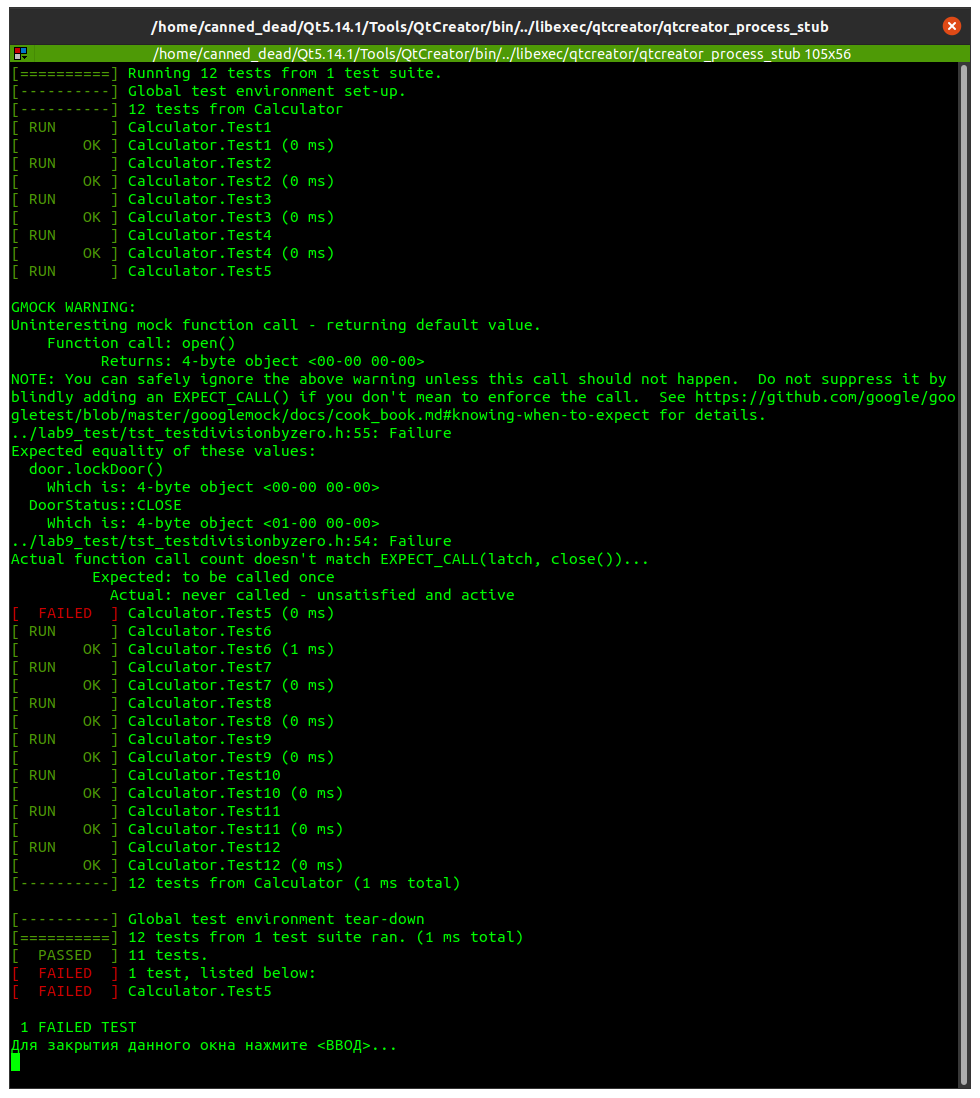 /home/canned_dead/Qt5.14.1/Tools/QtCreator/bin/../libexec/qtcreator/qtcreator_process_stub
/home/canned_dead/Qt5.14.1/Tools/QtCreator/bin/../libexec/qtcreator/qtcreator_process_stub 105x56
[==========] Running 12 tests from 1 test suite.
[----------] Global test environment set-up.
[----------] 12 tests from Calculator
[ RUN      ] Calculator.Test1
[       OK ] Calculator.Test1 (0 ms)
[ RUN      ] Calculator.Test2
[       OK ] Calculator.Test2 (0 ms)
[ RUN      ] Calculator.Test3
[       OK ] Calculator.Test3 (0 ms)
[ RUN      ] Calculator.Test4
[       OK ] Calculator.Test4 (0 ms)
[ RUN      ] Calculator.Test5

GMOCK WARNING:
Uninteresting mock function call - returning default value.
    Function call: open()
          Returns: 4-byte object <00-00 00-00>
NOTE: You can safely ignore the above warning unless this call should not happen.  Do not suppress it by
blindly adding an EXPECT_CALL() if you don't mean to enforce the call.  See https://github.com/google/goo
gletest/blob/master/googlemock/docs/cook_book.md#knowing-when-to-expect for details.
../lab9_test/tst_testdivisionbyzero.h:55: Failure
Expected equality of these values:
  door.lockDoor()
    Which is: 4-byte object <00-00 00-00>
  DoorStatus::CLOSE
    Which is: 4-byte object <01-00 00-00>
../lab9_test/tst_testdivisionbyzero.h:54: Failure
Actual function call count doesn't match EXPECT_CALL(latch, close())...
         Expected: to be called once
           Actual: never called - unsatisfied and active
[  FAILED  ] Calculator.Test5 (0 ms)
[ RUN      ] Calculator.Test6
[       OK ] Calculator.Test6 (1 ms)
[ RUN      ] Calculator.Test7
[       OK ] Calculator.Test7 (0 ms)
[ RUN      ] Calculator.Test8
[       OK ] Calculator.Test8 (0 ms)
[ RUN      ] Calculator.Test9
[       OK ] Calculator.Test9 (0 ms)
[ RUN      ] Calculator.Test10
[       OK ] Calculator.Test10 (0 ms)
[ RUN      ] Calculator.Test11
[       OK ] Calculator.Test11 (0 ms)
[ RUN      ] Calculator.Test12
[       OK ] Calculator.Test12 (0 ms)
[----------] 12 tests from Calculator (1 ms total)

[----------] Global test environment tear-down
[==========] 12 tests from 1 test suite ran. (1 ms total)
[  PASSED  ] 11 tests.
[  FAILED  ] 1 test, listed below:
[  FAILED  ] Calculator.Test5

 1 FAILED TEST
Для закрытия данного окна нажмите <ВВОД>...